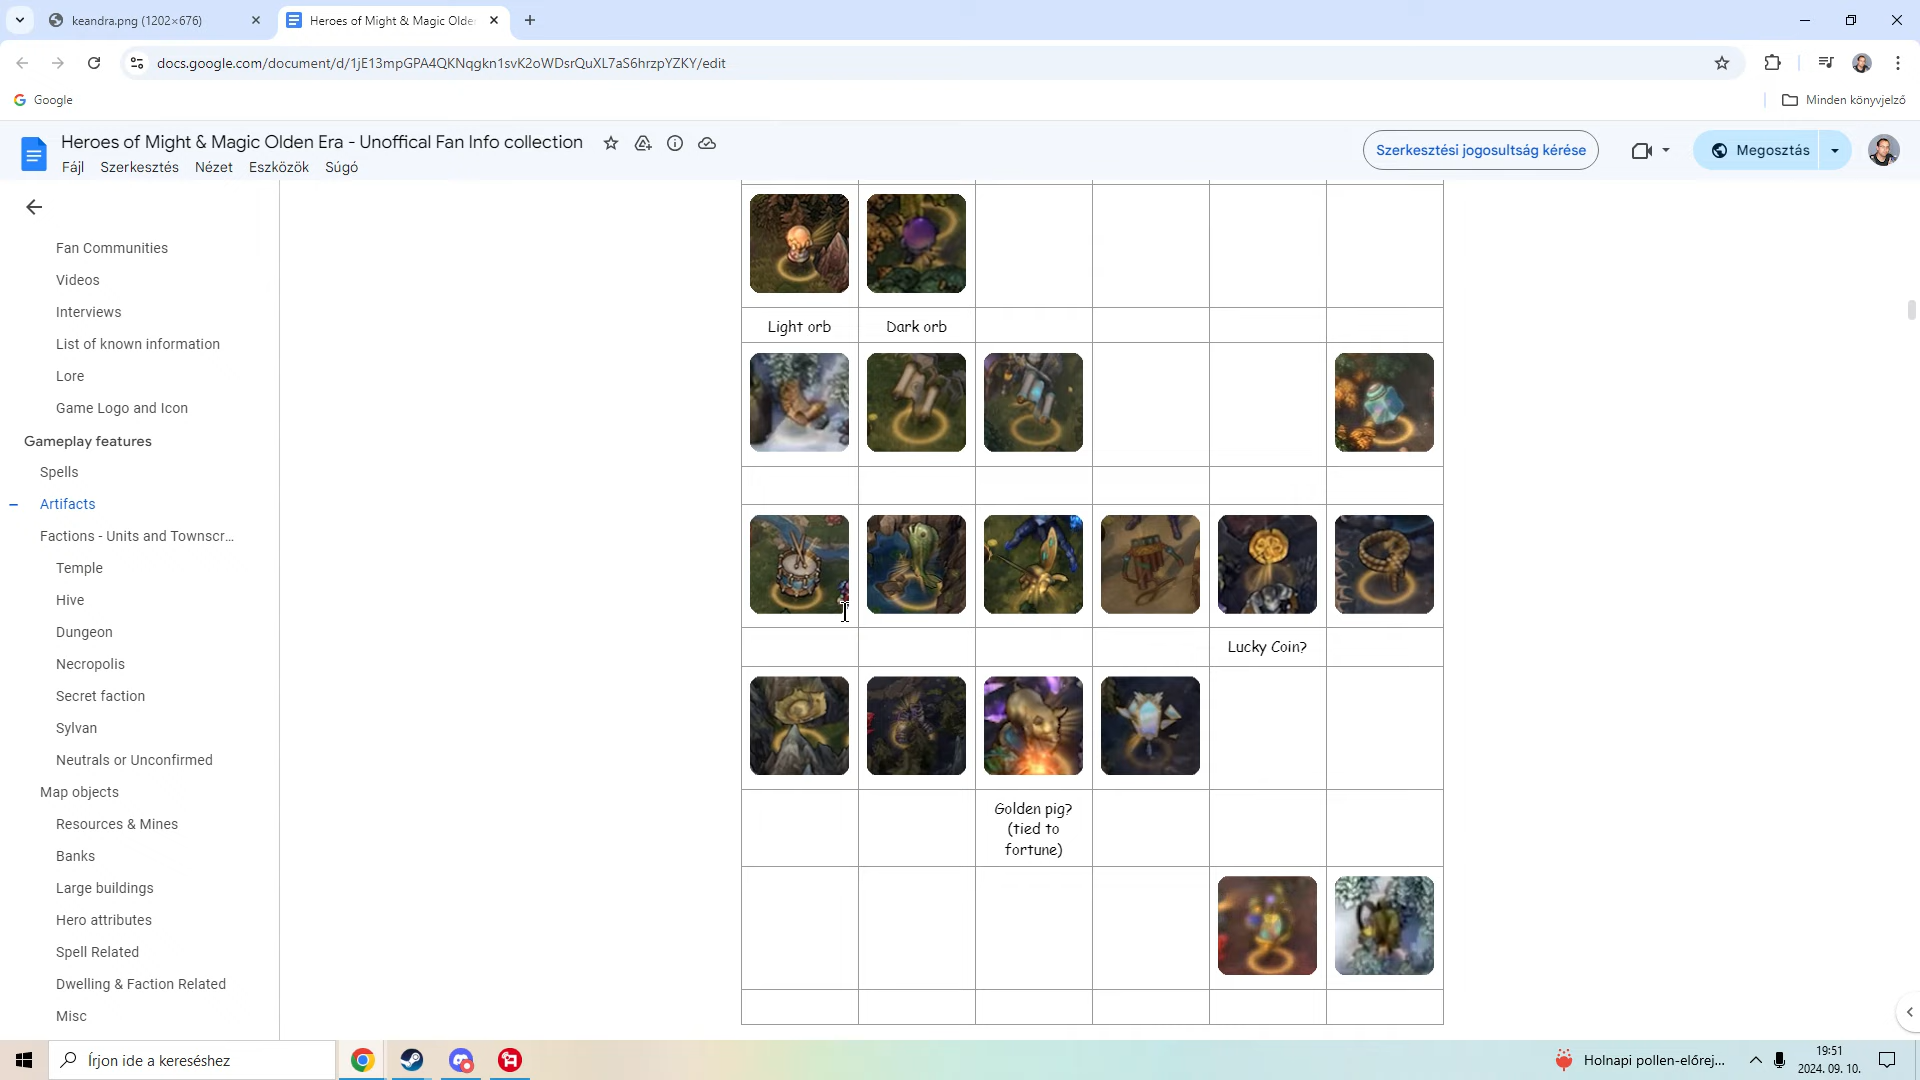 keandra.png (1202×676)
Heroes of Might & Magic Olde
docs.google.com/document/d/1jE13mpGPA4QKNqgkn1svK2oWDsrQuXL7aS6hrzpYZKY/edit
Google
Minden könyvjelző
Heroes of Might & Magic Olden Era - Unoffical Fan Info collection
Szerkesztési jogosultság kérése
Megosztás
Fájl Szerkesztés Nézet Eszközök Súgó
Fan Communities
Videos
Interviews
List of known information
Lore
Game Logo and Icon
Gameplay features
Spells
Artifacts
Factions - Units and Townscr...
Temple
Hive
Dungeon
Necropolis
Secret faction
Sylvan
Neutrals or Unconfirmed
Map objects
Resources & Mines
Banks
Large buildings
Hero attributes
Spell Related
Dwelling & Faction Related
Misc
Light orb Dark orb
Lucky Coin?
Golden pig?
(tied to
fortune)
Írjon ide a kereséshez
Holnapi pollen-előrej...
19:51
2024. 09. 10.